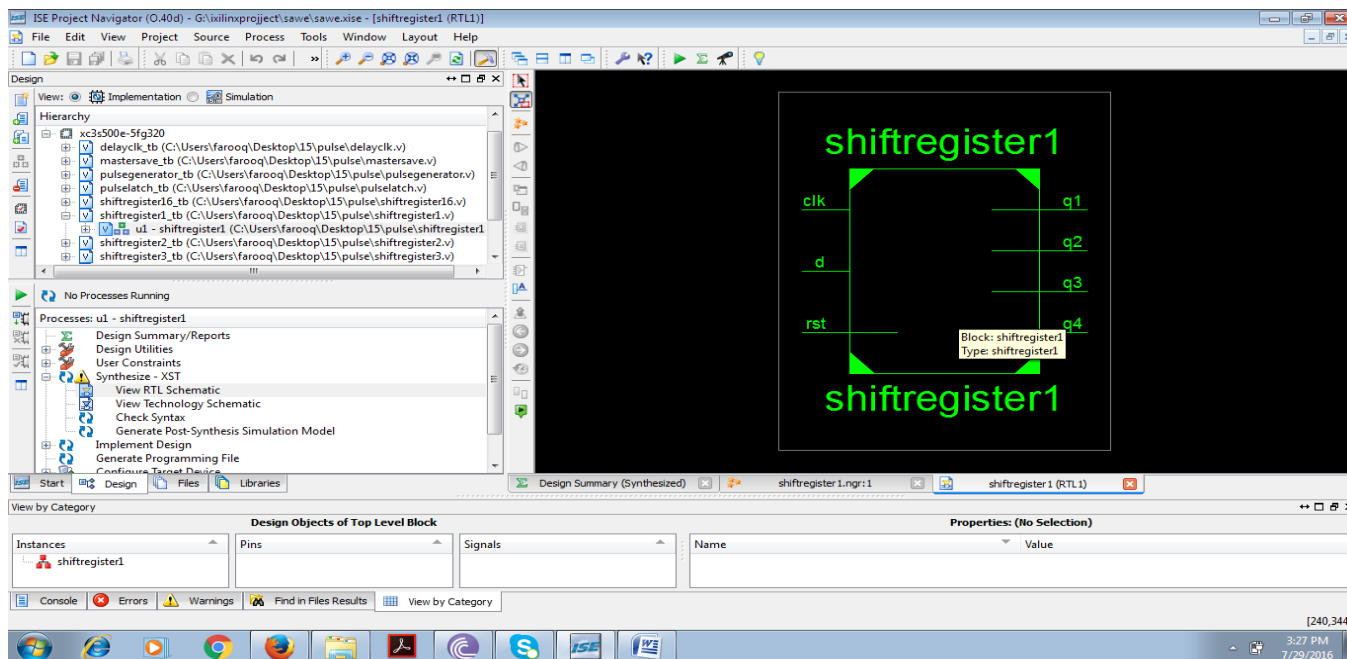 ISE Project Navigator (O.40d) - G:\ixilinxprojject\sawe\sawe.xise - [shiftregister1 (RTL1)]
File Edit View Project Source Process Tools Window Layout Help
Design
View: Implementation Simulation
Hierarchy
xc3s500e-5fg320
delayclk_tb (C:\Users\farooq\Desktop\15\pulse\delayclk.v)
mastersave_tb (C:\Users\farooq\Desktop\15\pulse\mastersave.v)
pulsegenerator_tb (C:\Users\farooq\Desktop\15\pulse\pulsegenerator.v)
pulselatch_tb (C:\Users\farooq\Desktop\15\pulse\pulselatch.v)
shiftregister16_tb (C:\Users\farooq\Desktop\15\pulse\shiftregister16.v)
shiftregister1_tb (C:\Users\farooq\Desktop\15\pulse\shiftregister1.v)
u1 - shiftregister1 (C:\Users\farooq\Desktop\15\pulse\shiftregister1
shiftregister2_tb (C:\Users\farooq\Desktop\15\pulse\shiftregister2.v)
shiftregister3_tb (C:\Users\farooq\Desktop\15\pulse\shiftregister3.v)
No Processes Running
Processes: u1 - shiftregister1
Design Summary/Reports
Design Utilities
User Constraints
Synthesize - XST
View RTL Schematic
View Technology Schematic
Check Syntax
Generate Post-Synthesis Simulation Model
Implement Design
Generate Programming File
Configure Target Device
Start Design Files Libraries
shiftregister1
clk q1
q2
d
q3
rst q4
Block: shiftregister1
Type: shiftregister1
shiftregister1
Design Summary (Synthesized) shiftregister1.ngr:1 shiftregister1 (RTL1)
View by Category
Design Objects of Top Level Block Properties: (No Selection)
Instances Pins Signals Name Value
shiftregister1
Console Errors Warnings Find in Files Results View by Category
[240,344
ISE
3:27 PM
7/29/2016